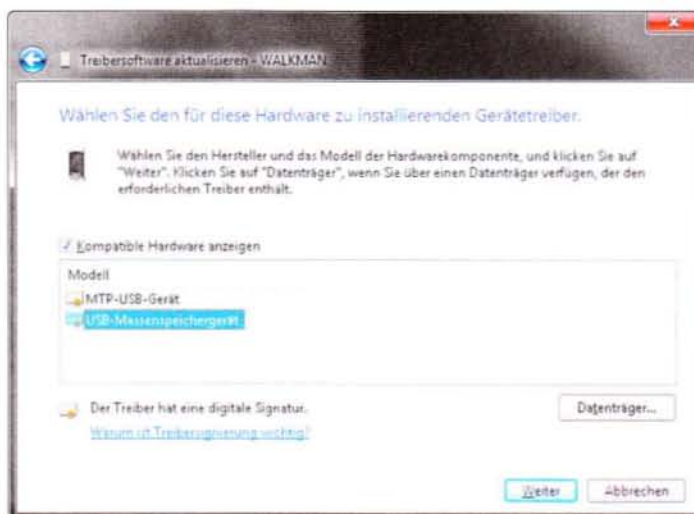 Treibersoftware aktualisieren - WALKMAN
Wählen Sie den für diese Hardware zu installierenden Gerätetreiber.
Wählen Sie den Hersteller und das Modell der Hardwarekomponente, und klicken Sie auf
"Weiter". Klicken Sie auf "Datenträger", wenn Sie über einen Datenträger verfügen, der den
erforderlichen Treiber enthält.
Kompatible Hardware anzeigen
Modell
MTP-USB-Gerät
USB-Massenspeichergerät
Der Treiber hat eine digitale Signatur.
Datenträger...
Warum ist Treibersignierung wichtig?
Weiter
Abbrechen